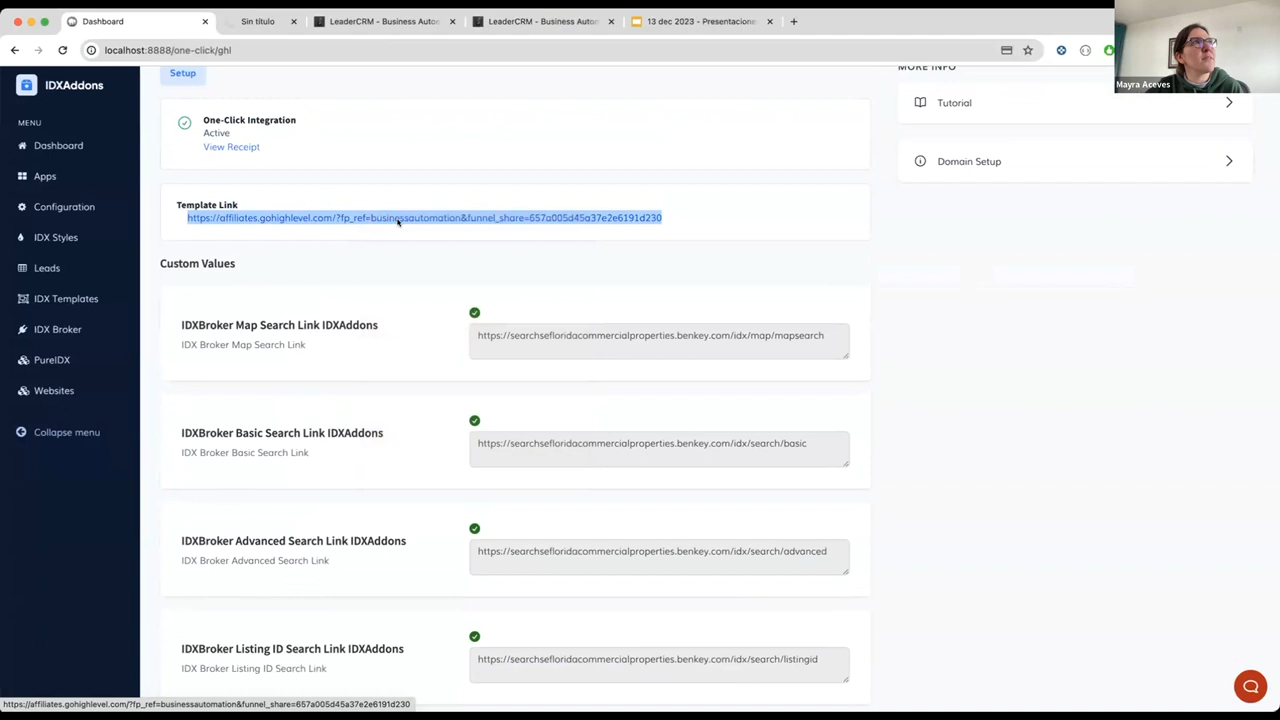 Dashboard
Sin título
LeaderCRM - Business Auton
LeaderCRM - Business Autom
13 dec 2023 - Presentacione
localhost:8888/one-click/ghl
Mayra Aceves
IDXAddons
MENU
Dashboard
Apps
Configuration
IDX Styles
Leads
IDX Templates
IDX Broker
PureIDX
Websites
Collapse menu
Setup
One-Click Integration
Active
View Receipt
Template Link
https://affiliates.gohighlevel.com/?fp_ref=businessautomation&funnel_share=657a005d45a37e2e6191d230
Custom Values
IDXBroker Map Search Link IDXAddons
IDX Broker Map Search Link
https://searchsefloridacommercialproperties.benkey.com/idx/map/mapsearch
IDXBroker Basic Search Link IDXAddons
IDX Broker Basic Search Link
https://searchsefloridacommercialproperties.benkey.com/idx/search/basic
IDXBroker Advanced Search Link IDXAddons
IDX Broker Advanced Search Link
https://searchsefloridacommercialproperties.benkey.com/idx/search/advanced
IDXBroker Listing ID Search Link IDXAddons
IDX Broker Listing ID Search Link
https://searchsefloridacommercialproperties.benkey.com/idx/search/listingid
MORE INFO
Tutorial
Domain Setup
https://affiliates.gohighlevel.com/?fp_ref=businessautomation&funnel_share=657a005d45a37e2e6191d230